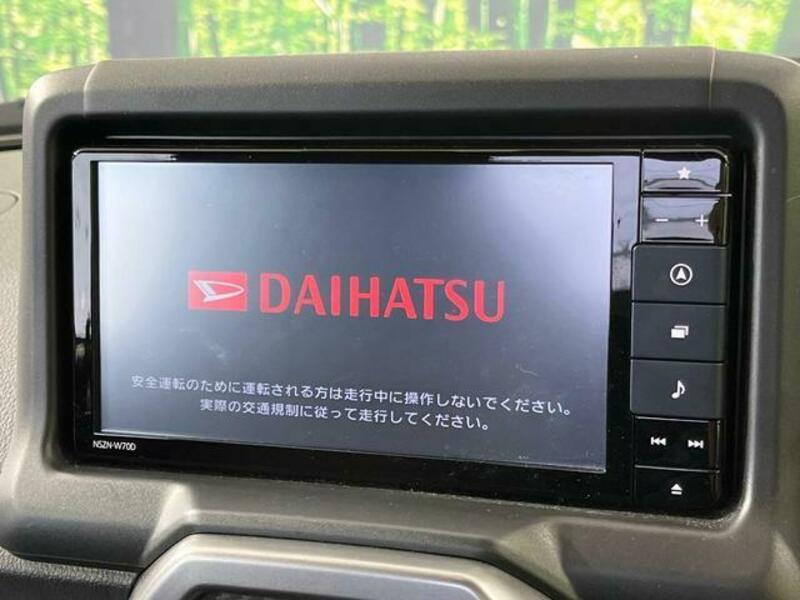 DAIHATSU
安全運転のために運転される方は走行中に操作しないでください。
実際の交通規制に従って走行してください。
NSZN-W70D